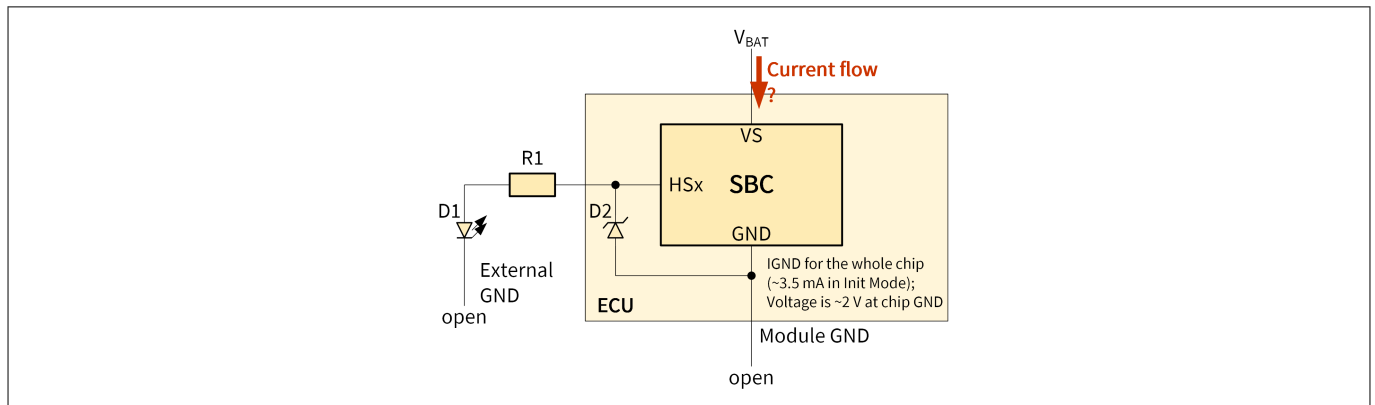 VBAT
Current flow
?
VS
R1
HSx
SBC
D1
D2
GND
IGND for the whole chip
(~3.5 mA in Init Mode);
Voltage is ~2 V at chip GND
External
GND
ECU
open
Module GND
open